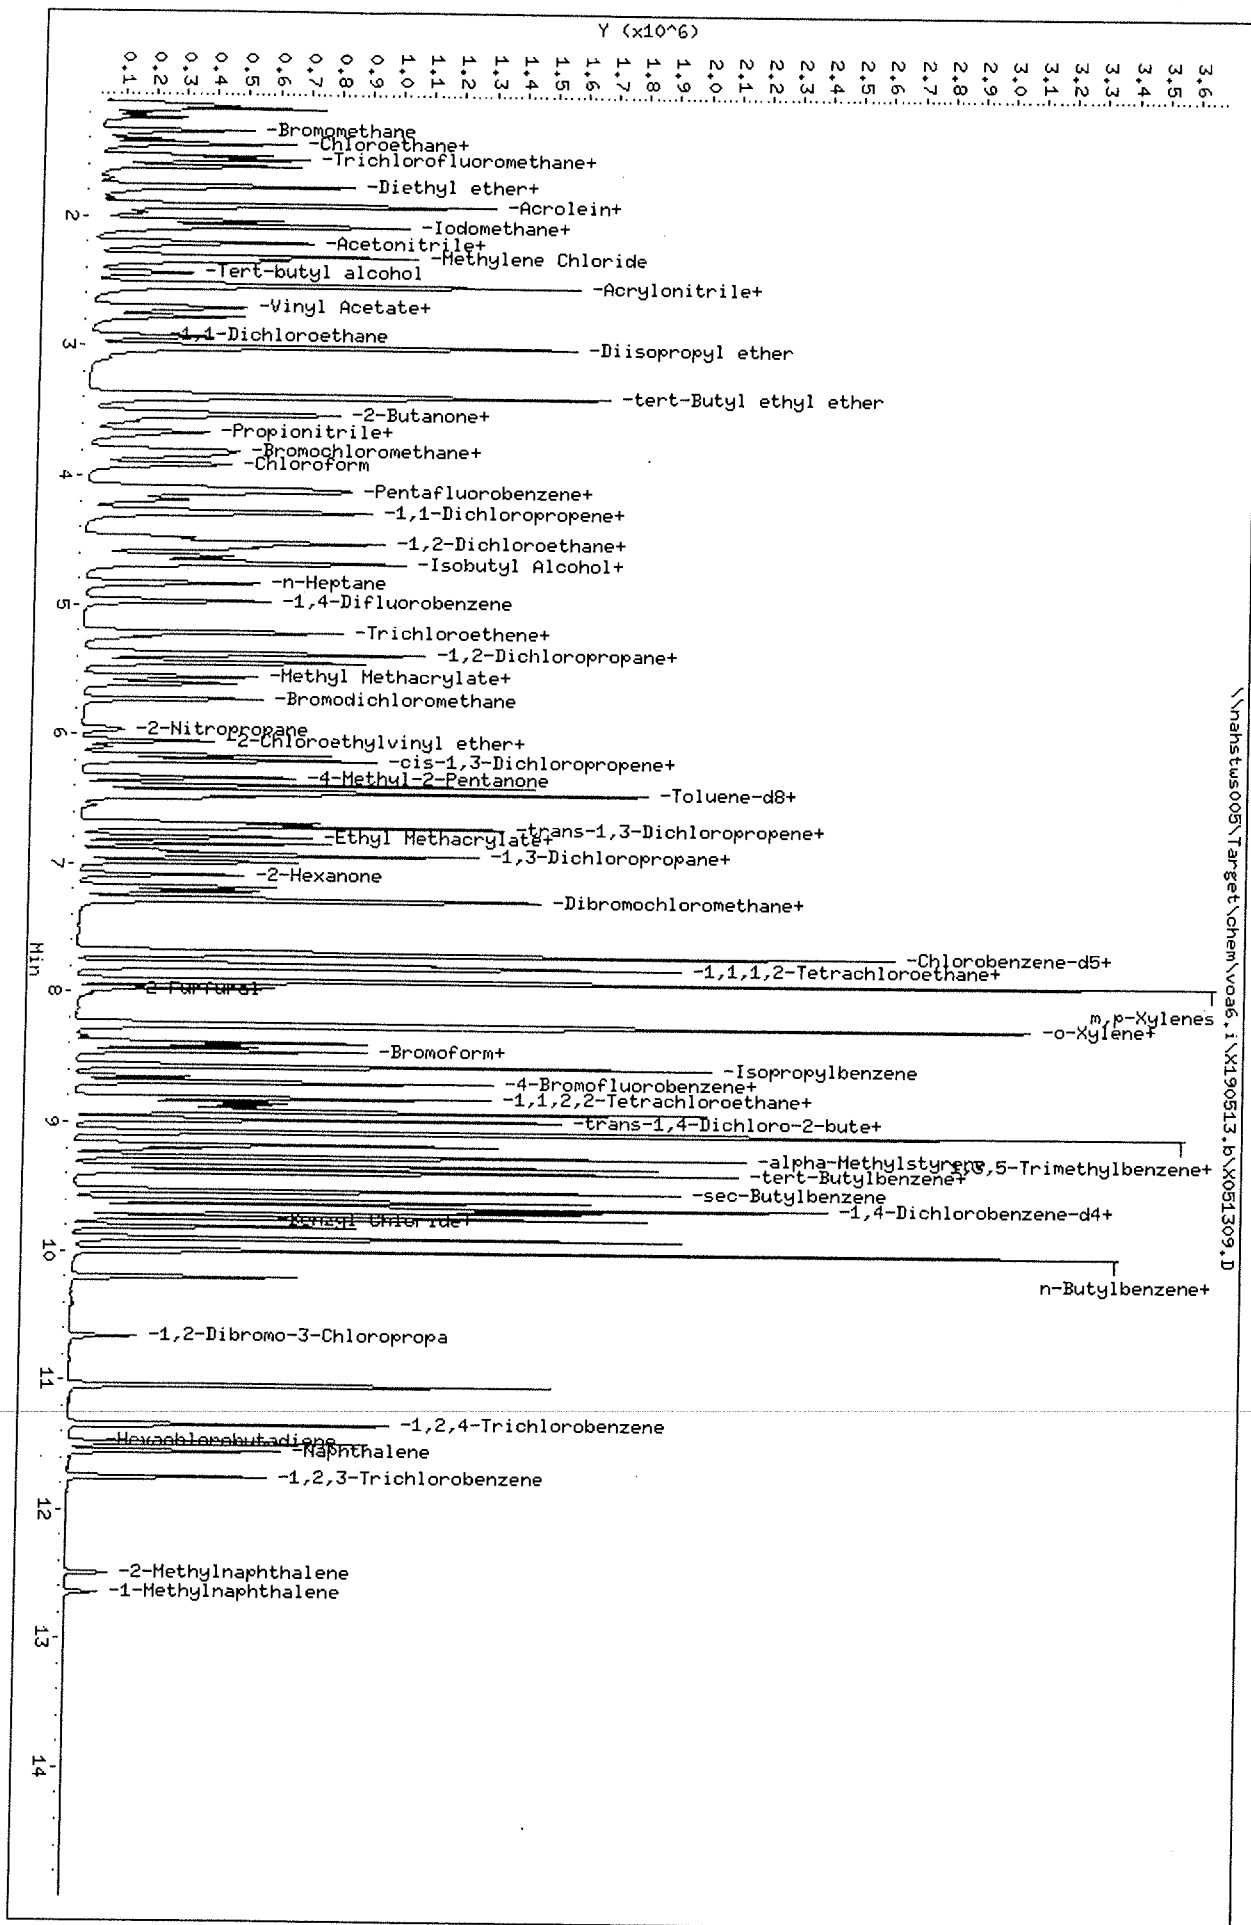 \\nahstws005\Target\chem\voa6.i\X190513.b\X051309.D
Y (x10^6)
0.1
0.2
0.3
0.4
0.5
0.6
0.7
0.8
0.9
1.0
1.1
1.2
1.3
1.4
1.5
1.6
1.7
1.8
1.9
2.0
2.1
2.2
2.3
2.4
2.5
2.6
2.7
2.8
2.9
3.0
3.1
3.2
3.3
3.4
3.5
3.6
-Bromomethane
-Chloroethane+
-Trichlorofluoromethane+
-Diethyl ether+
-Acrolein+
-Iodomethane+
-Acetonitrile+
-Methylene Chloride
-Tert-butyl alcohol
-Acrylonitrile+
-Vinyl Acetate+
-1,1-Dichloroethane
-Diisopropyl ether
-tert-Butyl ethyl ether
-2-Butanone+
-Propionitrile+
-Bromochloromethane+
-Chloroform
-Pentafluorobenzene+
-1,1-Dichloropropene+
-1,2-Dichloroethane+
-Isobutyl Alcohol+
-n-Heptane
-1,4-Difluorobenzene
-Trichloroethene+
-1,2-Dichloropropane+
-Methyl Methacrylate+
-Bromodichloromethane
-2-Nitropropane
-2-Chloroethylvinyl ether+
-cis-1,3-Dichloropropene+
-4-Methyl-2-Pentanone
-Toluene-d8+
-trans-1,3-Dichloropropene+
-Ethyl Methacrylate+
-1,3-Dichloropropane+
-2-Hexanone
-Dibromochloromethane+
-Chlorobenzene-d5+
-1,1,1,2-Tetrachloroethane+
-2-Furfural
m,p-Xylenes
-o-Xylene+
-Bromoform+
-Isopropylbenzene
-4-Bromofluorobenzene+
-1,1,2,2-Tetrachloroethane+
-trans-1,4-Dichloro-2-bute+
-alpha-Methylstyrene
1,3,5-Trimethylbenzene+
-tert-Butylbenzene+
-sec-Butylbenzene
-1,4-Dichlorobenzene-d4+
-Benzyl Chloride+
n-Butylbenzene+
-1,2-Dibromo-3-Chloropropa
-1,2,4-Trichlorobenzene
-Hexachlorobutadiene
-Naphthalene
-1,2,3-Trichlorobenzene
-2-Methylnaphthalene
-1-Methylnaphthalene
2
3
4
5
6
7
8
9
10
11
12
13
14
Min